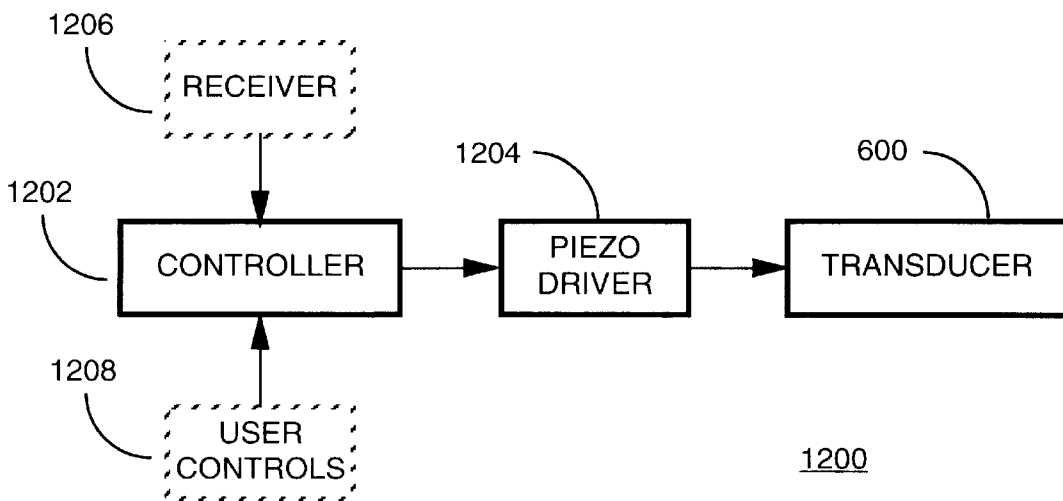 1206
RECEIVER
1204
600
1202
CONTROLLER
PIEZO
DRIVER
TRANSDUCER
1208
USER
CONTROLS
1200